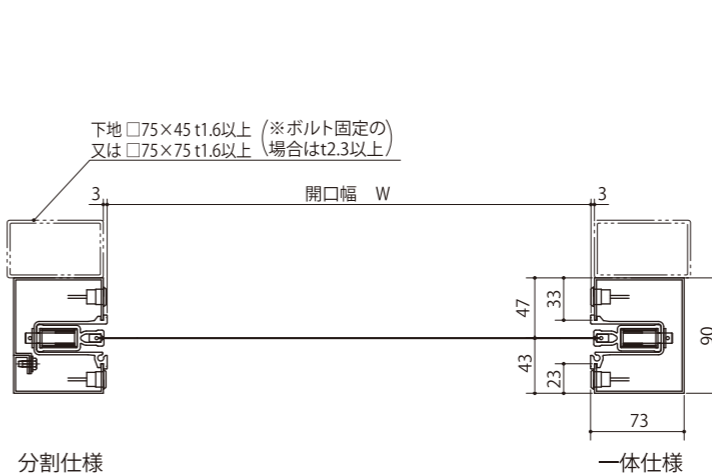 下地 □75×45 t1.6以上 (※ボルト固定の
又は □75×75 t1.6以上 場合はt2.3以上)
3
開口幅 W
3
47
33
43
23
90
73
分割仕様
一体仕様